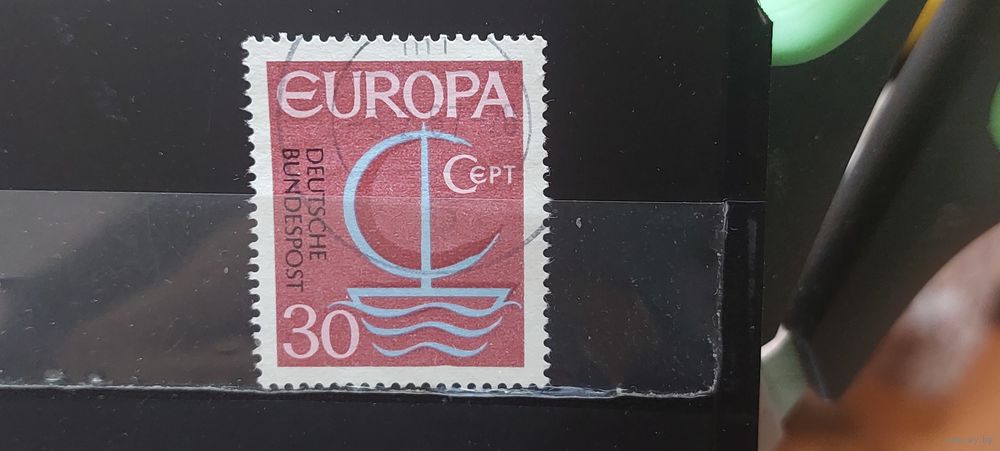 EUROPA
CEPT
DEUTSCHE
BUNDESPOST
30